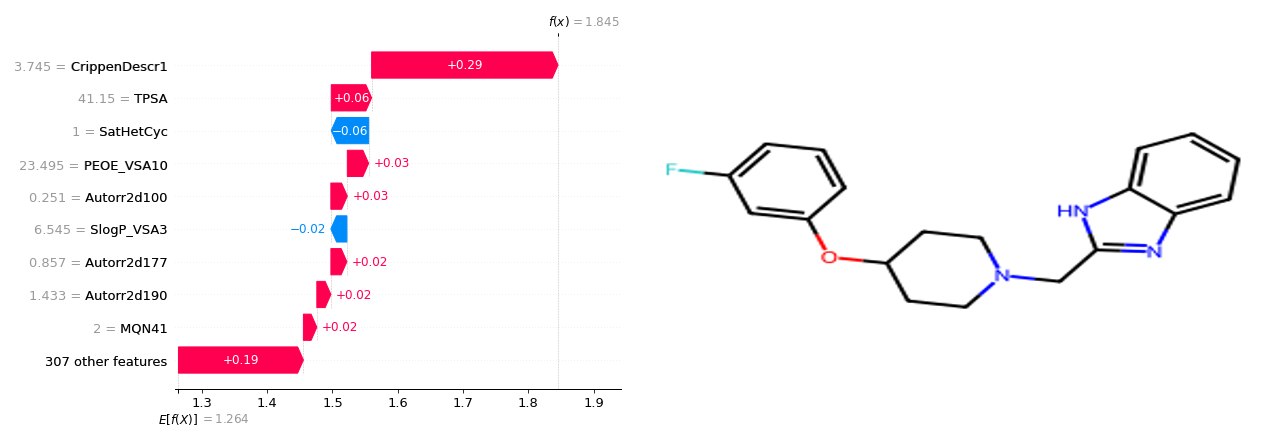 f(x) = 1.845
3.745 = CrippenDescr1
+0.29
41.15 = TPSA
+0.06
1 = SatHetCyc
−0.06
23.495 = PEOE_VSA10
+0.03
0.251 = Autorr2d100
+0.03
6.545 = SlogP_VSA3
−0.02
0.857 = Autorr2d177
+0.02
1.433 = Autorr2d190
+0.02
2 = MQN41
+0.02
307 other features
+0.19
1.3 1.4 1.5 1.6 1.7 1.8 1.9
E[f(X)] = 1.264
F
O
N
HN
N